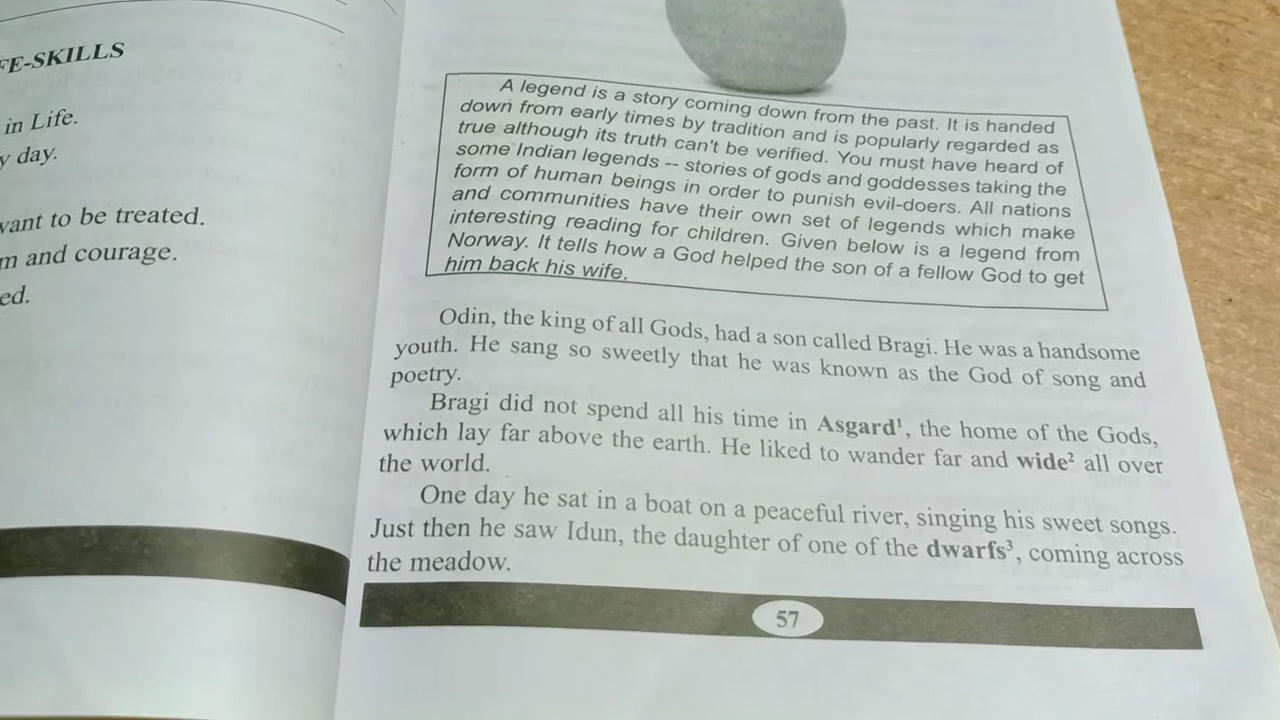 FE-SKILLS
in Life.
y day.
vant to be treated.
m and courage.
ed.
A legend is a story coming down from the past. It is handed
down from early times by tradition and is popularly regarded as
true although its truth can't be verified. You must have heard of
some Indian legends -- stories of gods and goddesses taking the
form of human beings in order to punish evil-doers. All nations
and communities have their own set of legends which make
interesting reading for children. Given below is a legend from
Norway. It tells how a God helped the son of a fellow God to get
him back his wife.
Odin, the king of all Gods, had a son called Bragi. He was a handsome
youth. He sang so sweetly that he was known as the God of song and
poetry.
Bragi did not spend all his time in Asgard¹, the home of the Gods,
which lay far above the earth. He liked to wander far and wide² all over
the world.
One day he sat in a boat on a peaceful river, singing his sweet songs.
Just then he saw Idun, the daughter of one of the dwarfs³, coming across
the meadow.
57